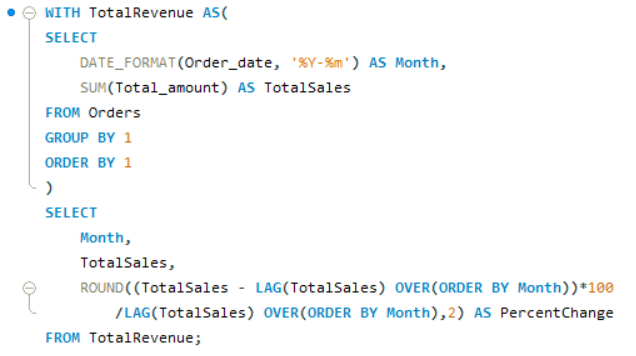 WITH TotalRevenue AS(
SELECT
DATE_FORMAT(Order_date, '%Y-%m') AS Month,
SUM(Total_amount) AS TotalSales
FROM Orders
GROUP BY 1
ORDER BY 1
)
SELECT
Month,
TotalSales,
ROUND((TotalSales - LAG(TotalSales) OVER(ORDER BY Month))*100
/LAG(TotalSales) OVER(ORDER BY Month),2) AS PercentChange
FROM TotalRevenue;